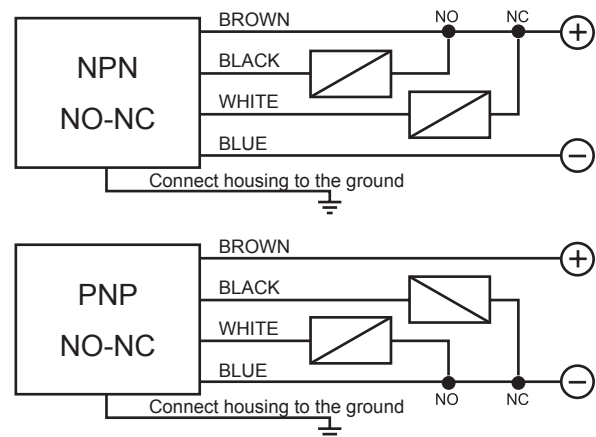 BROWN
NO
NC
+
NPN
NO-NC
BLACK
WHITE
BLUE
−
Connect housing to the ground
BROWN
+
PNP
NO-NC
BLACK
WHITE
BLUE
−
NO
NC
Connect housing to the ground